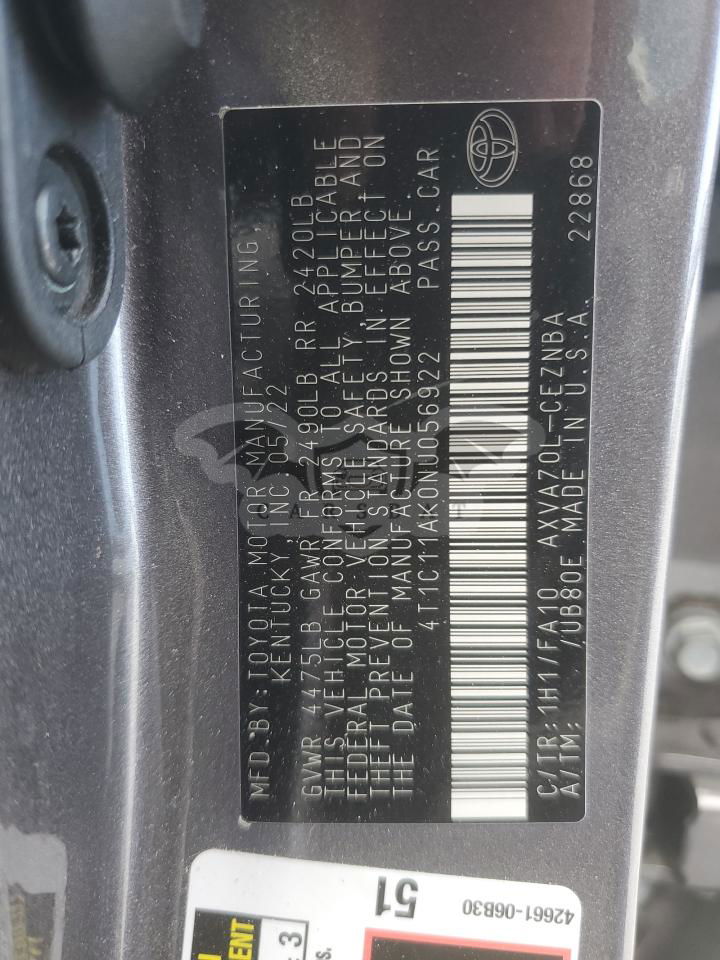 MFD.BY:TOYOTA MOTOR MANUFACTURING,
KENTUCKY, INC 05/22
GVWR 4475LB GAWR FR 2490LB RR 2420LB
THIS VEHICLE CONFORMS TO ALL APPLICABLE
FEDERAL MOTOR VEHICLE SAFETY, BUMPER, AND
THEFT PREVENTION STANDARDS IN EFFECT ON
THE DATE OF MANUFACTURE SHOWN ABOVE.
4T1C11AK0NU056922 PASS.CAR
C/TR:1H1/FA10 AXVA70L-CEZNBA
A/TM: /UB80E MADE IN U.S.A. 22868
51
42661-06B30
ENT
3
s.